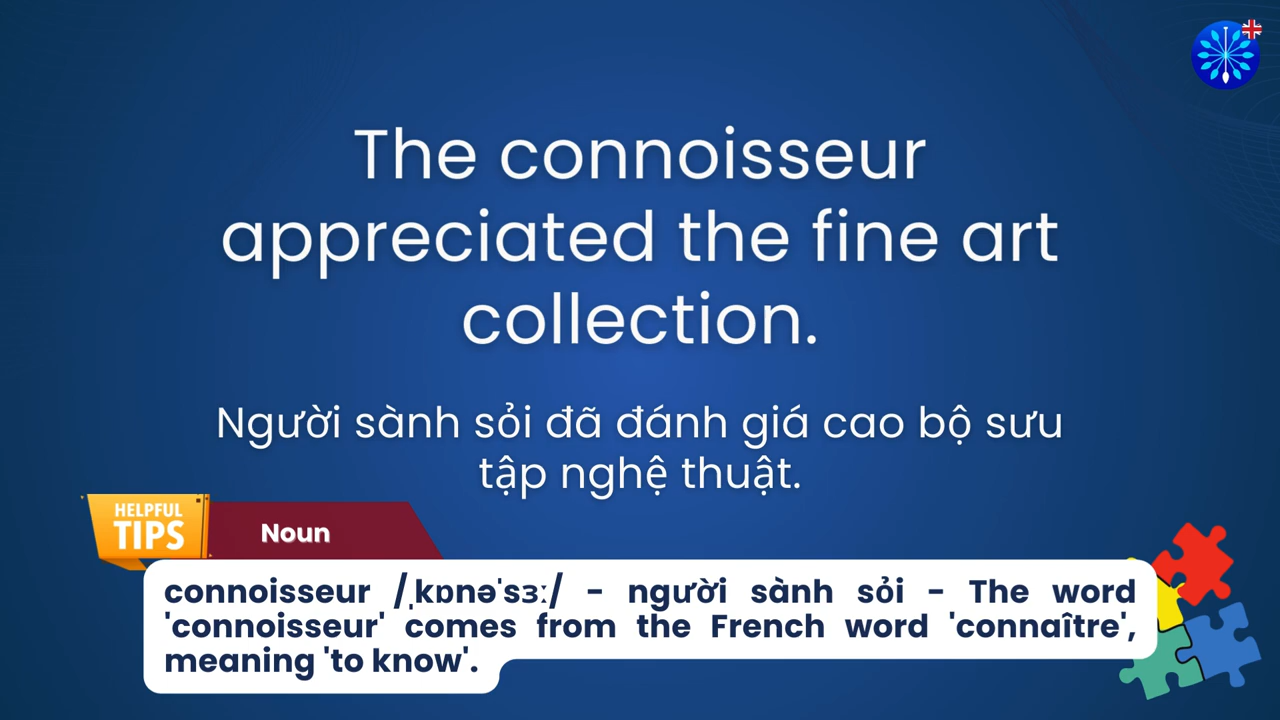 The connoisseur
appreciated the fine art
collection.
Người sành sỏi đã đánh giá cao bộ sưu
tập nghệ thuật.
HELPFUL
TIPS
Noun
connoisseur /ˌkɒnəˈsɜː/ - người sành sỏi - The word
'connoisseur' comes from the French word 'connaître',
meaning 'to know'.